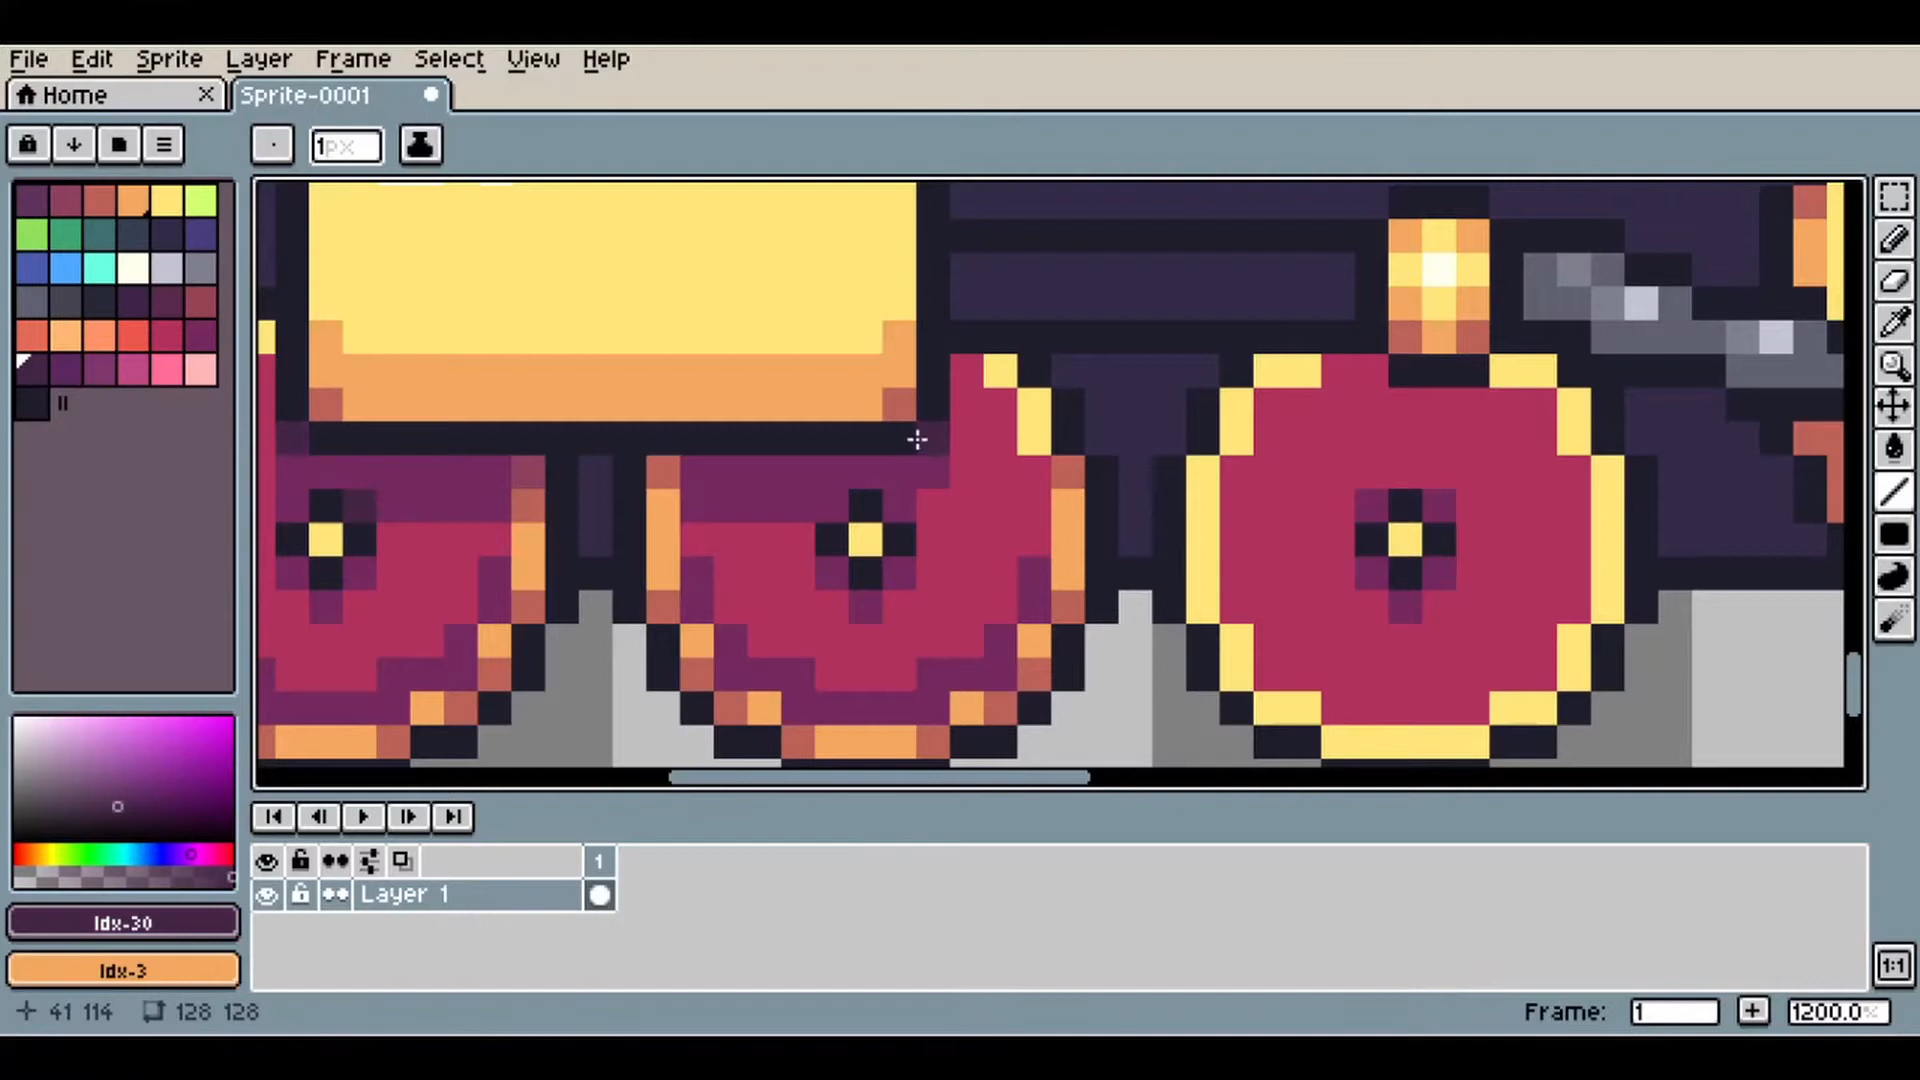 File Edit Sprite Layer Frame Select View Help
Home Sprite-0001
1px
1
Layer 1
Idx-30
Idx-3
41 114 128 128
Frame: 1 1200.0%
1:1